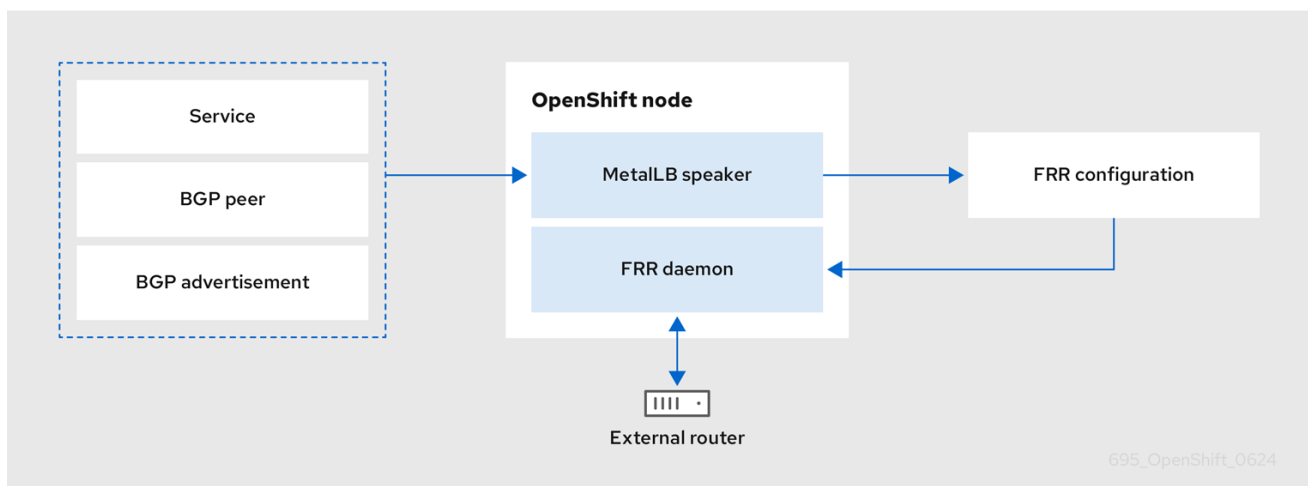 Service
BGP peer
BGP advertisement
OpenShift node
MetalLB speaker
FRR daemon
FRR configuration
External router
695_OpenShift_0624